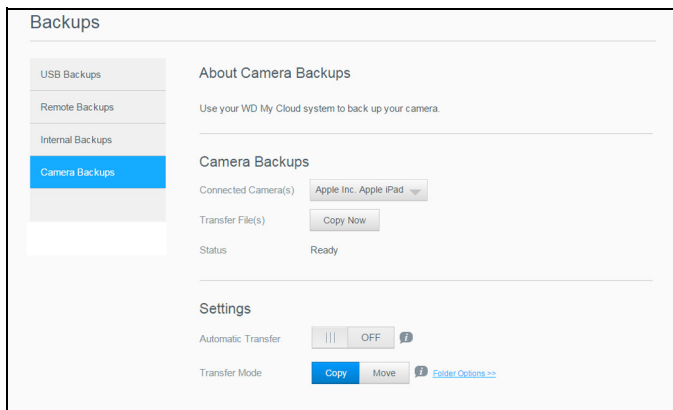 Backups
USB Backups
Remote Backups
Internal Backups
Camera Backups
About Camera Backups
Use your WD My Cloud system to back up your camera.
Camera Backups
Connected Camera(s) Apple Inc. Apple iPad
Transfer File(s) Copy Now
Status Ready
Settings
Automatic Transfer OFF i
Transfer Mode Copy Move i Folder Options >>